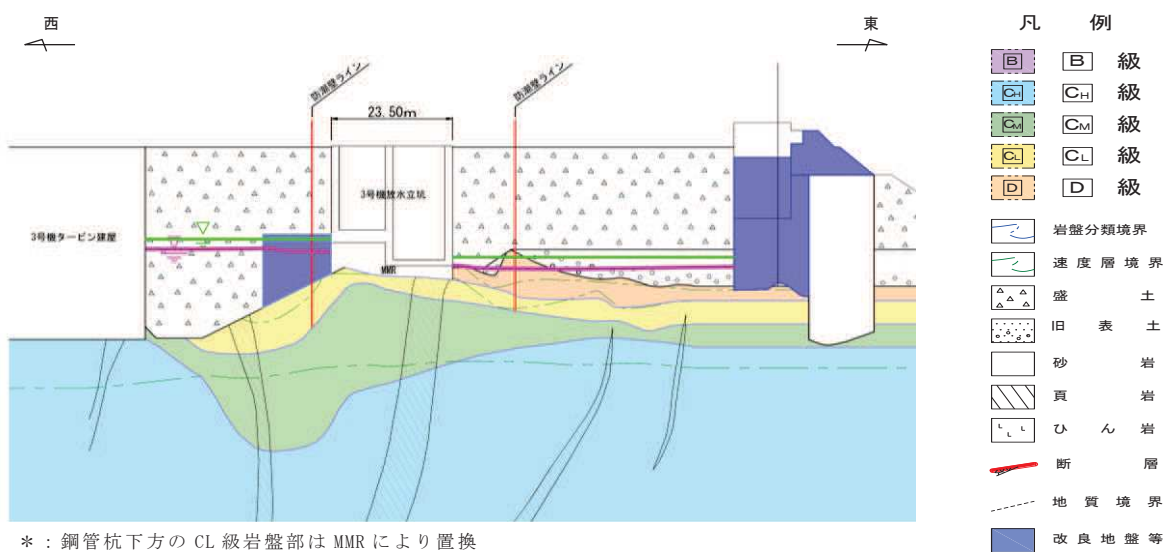 西
東
防潮壁ライン
防潮壁ライン
23.50m
3号機放水立坑
3号機タービン建屋
MMR
＊：鋼管杭下方の CL 級岩盤部は MMR により置換
凡 例
B B 級
CH CH 級
CM CM 級
CL CL 級
D D 級
岩盤分類境界
速度層境界
盛 土
旧 表 土
砂 岩
頁 岩
ひ ん 岩
断 層
地 質 境 界
改 良 地 盤 等